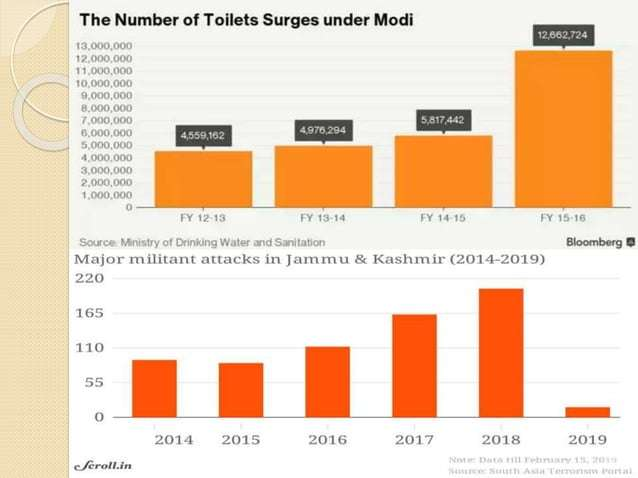 The Number of Toilets Surges under Modi
13,000,000
12,000,000
11,000,000
10,000,000
9,000,000
8,000,000
7,000,000
6,000,000
5,000,000
4,000,000
3,000,000
2,000,000
1,000,000
0
4,559,162
4,976,294
5,817,442
12,662,724
FY 12-13 FY 13-14 FY 14-15 FY 15-16
Source: Ministry of Drinking Water and Sanitation Bloomberg
Major militant attacks in Jammu & Kashmir (2014-2019)
220
165
110
55
0
2014 2015 2016 2017 2018 2019
Scroll.in
Note: Data till February 15, 2019
Source: South Asia Terrorism Portal